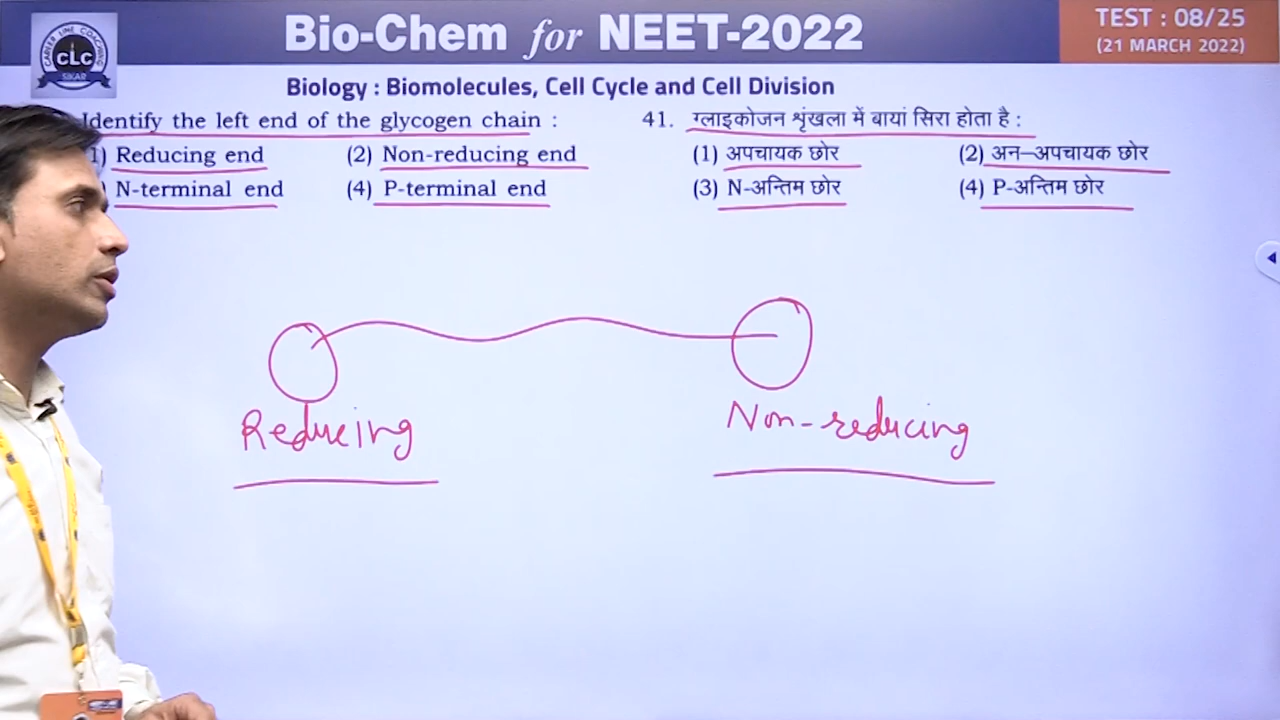 Bio-Chem for NEET-2022
TEST : 08/25
(21 MARCH 2022)
CAREER LINE COACHING
CLC
SIKAR
Biology : Biomolecules, Cell Cycle and Cell Division
Identify the left end of the glycogen chain :
1) Reducing end (2) Non-reducing end
) N-terminal end (4) P-terminal end
41. ग्लाइकोजन शृंखला में बायां सिरा होता है :
(1) अपचायक छोर (2) अन–अपचायक छोर
(3) N-अन्तिम छोर (4) P-अन्तिम छोर
Reducing
Non-reducing